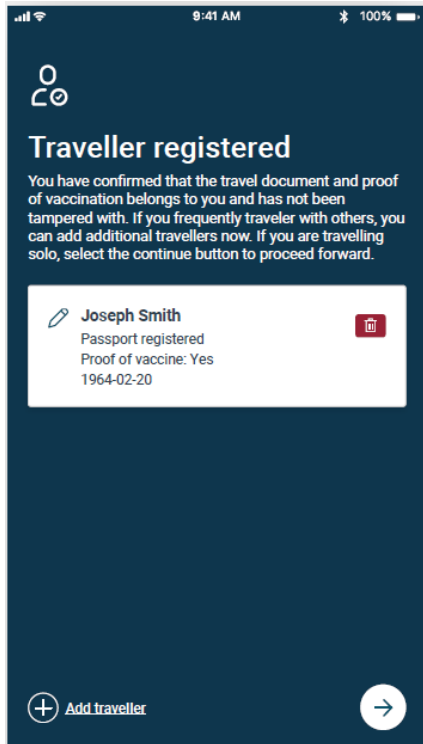 9:41 AM
100%
Traveller registered
You have confirmed that the travel document and proof
of vaccination belongs to you and has not been
tampered with. If you frequently traveler with others, you
can add additional travellers now. If you are travelling
solo, select the continue button to proceed forward.
Joseph Smith
Passport registered
Proof of vaccine: Yes
1964-02-20
Add traveller